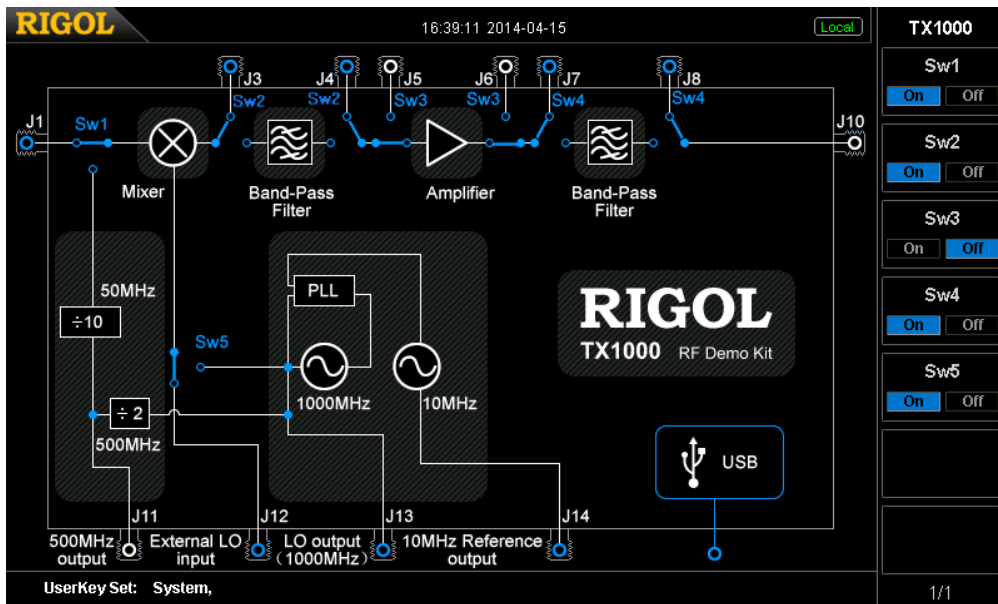 RIGOL
16:39:11 2014-04-15
Local
TX1000
J3
J4
J5
J6
J7
J8
Sw2
Sw2
Sw3
Sw3
Sw4
Sw4
J1
Sw1
J10
Mixer
Band-Pass
Filter
Amplifier
Band-Pass
Filter
50MHz
÷10
PLL
Sw5
1000MHz
10MHz
÷ 2
500MHz
RIGOL
TX1000 RF Demo Kit
USB
J11
J12
J13
J14
500MHz
output
External LO
input
LO output
(1000MHz)
10MHz Reference
output
UserKey Set: System,
Sw1
On Off
Sw2
On Off
Sw3
On Off
Sw4
On Off
Sw5
On Off
1/1